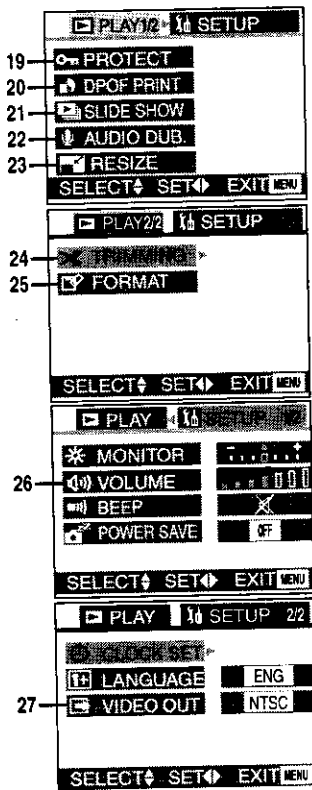 PLAY1/2 SETUP
19 PROTECT
20 DPOF PRINT
21 SLIDE SHOW
22 AUDIO DUB.
23 RESIZE
SELECT SET EXIT MENU
PLAY2/2 SETUP
24 TRIMMING
25 FORMAT
SELECT SET EXIT MENU
PLAY SETUP 1/2
MONITOR - +
26 VOLUME
BEEP
POWER SAVE OFF
SELECT SET EXIT MENU
PLAY SETUP 2/2
CLOCK SET
LANGUAGE ENG
27 VIDEO OUT NTSC
SELECT SET EXIT MENU